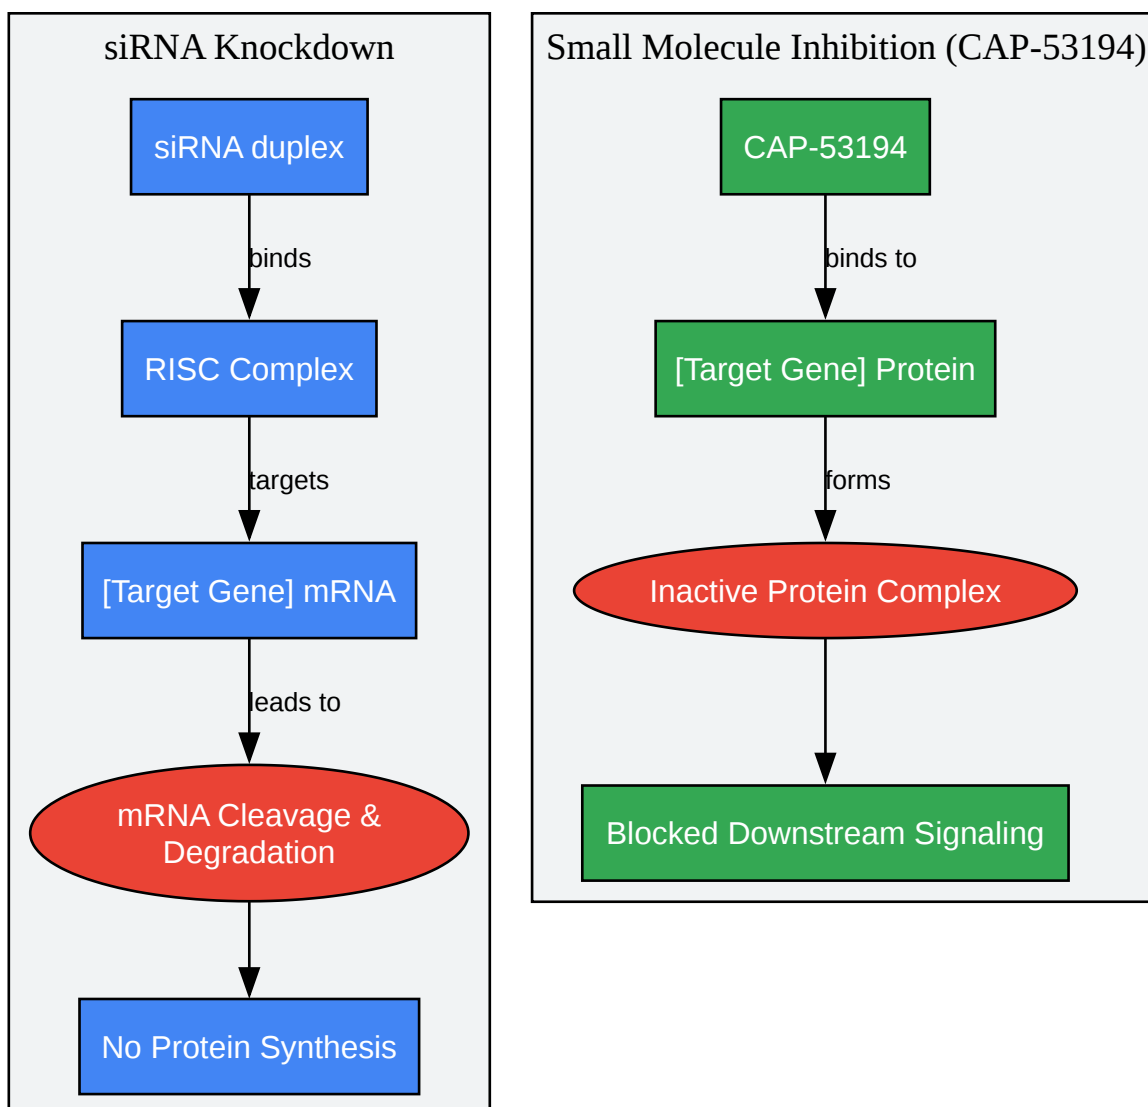 siRNA Knockdown
siRNA duplex
binds
RISC Complex
targets
[Target Gene] mRNA
leads to
mRNA Cleavage &
Degradation
No Protein Synthesis
Small Molecule Inhibition (CAP-53194)
CAP-53194
binds to
[Target Gene] Protein
forms
Inactive Protein Complex
Blocked Downstream Signaling